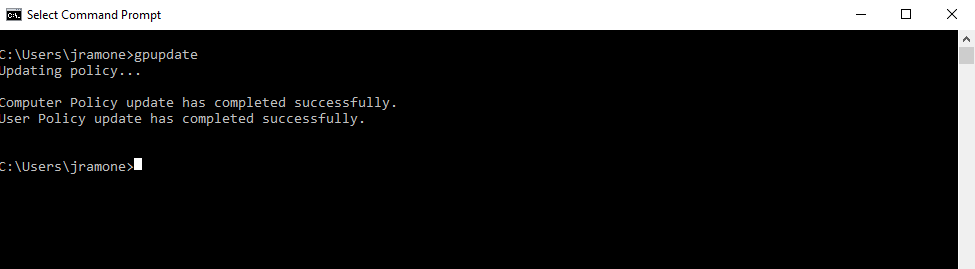 Select Command Prompt
C:\Users\jramone>gpupdate
Updating policy...
Computer Policy update has completed successfully.
User Policy update has completed successfully.
C:\Users\jramone>